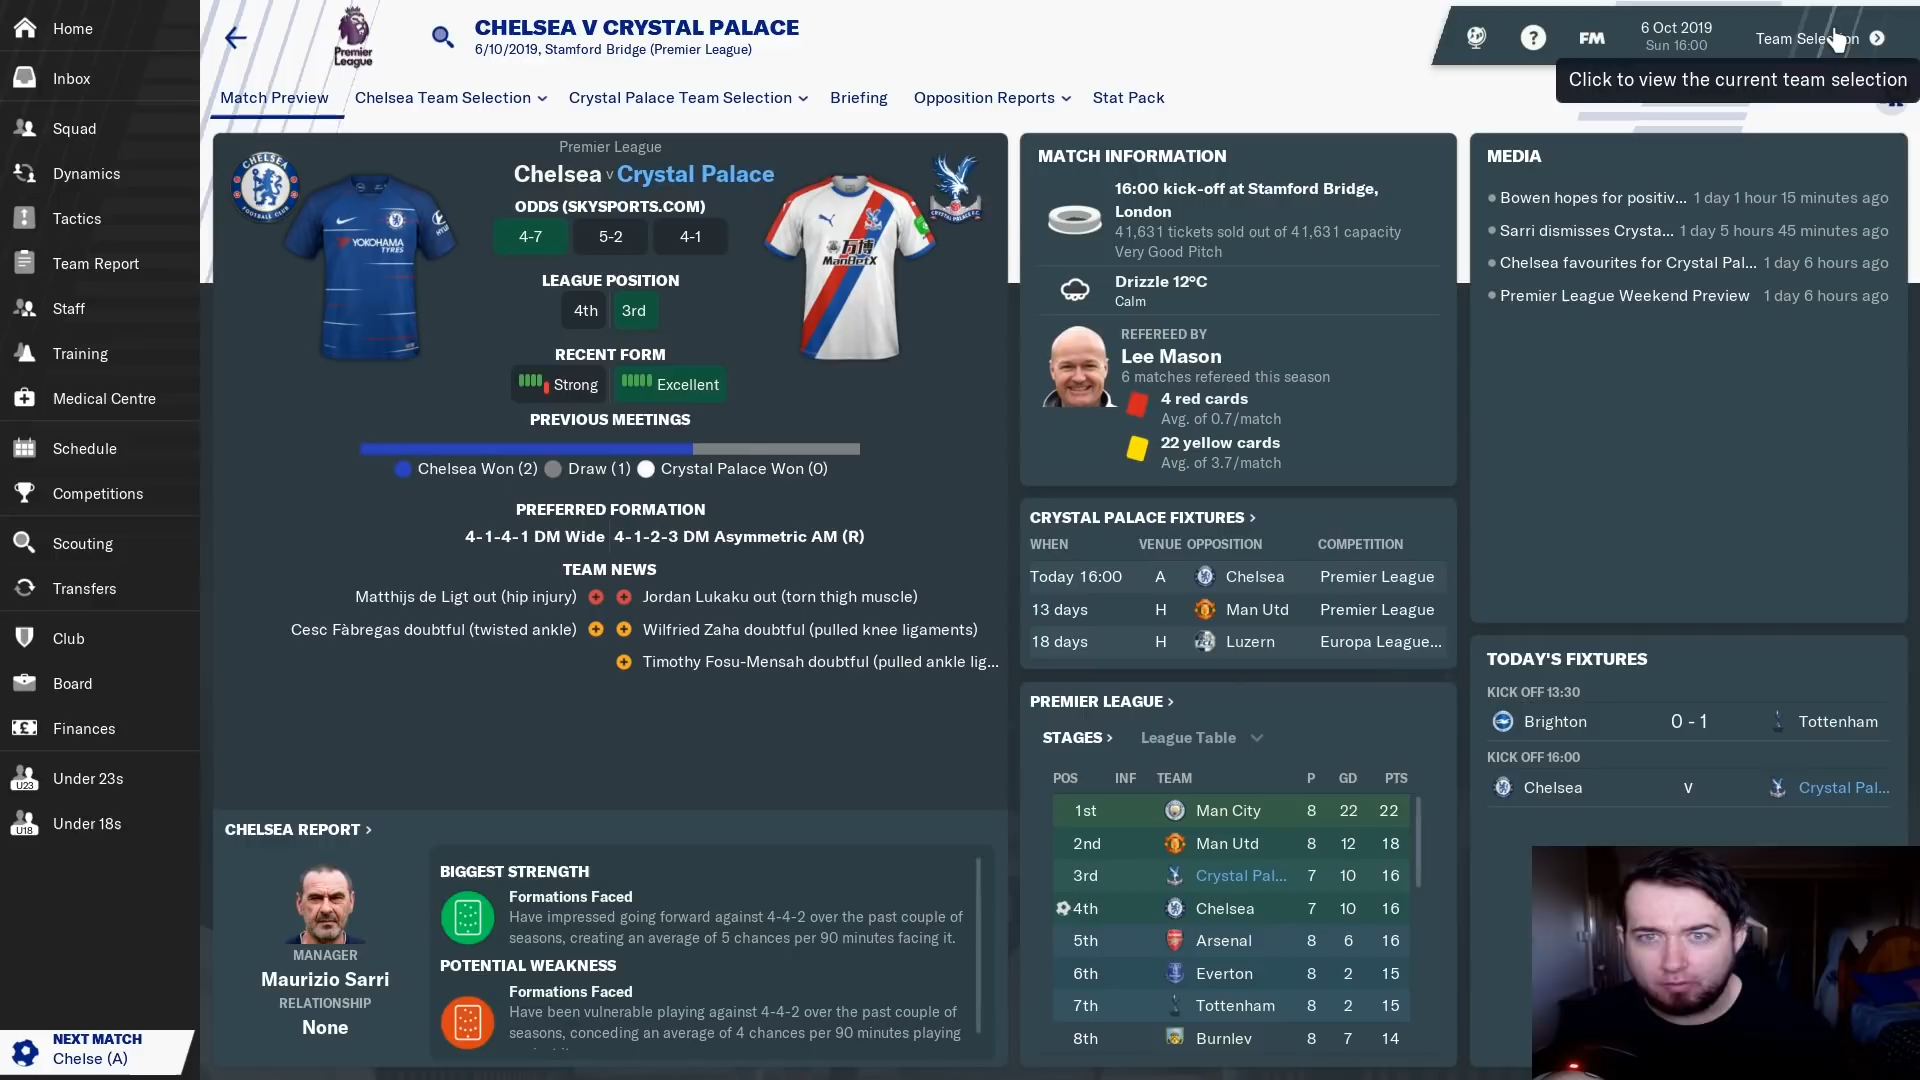 Home
Inbox
Squad
Dynamics
Tactics
Team Report
Staff
Training
Medical Centre
Schedule
Competitions
Scouting
Transfers
Club
Board
Finances
U23
Under 23s
U18
Under 18s
NEXT MATCH
Chelse (A)
Premier
League
CHELSEA V CRYSTAL PALACE
6/10/2019, Stamford Bridge (Premier League)
FM
6 Oct 2019
Sun 16:00
Team Selection
Click to view the current team selection
Match Preview
Chelsea Team Selection
Crystal Palace Team Selection
Briefing
Opposition Reports
Stat Pack
Premier League
Chelsea v Crystal Palace
ODDS (SKYSPORTS.COM)
4-7 5-2 4-1
LEAGUE POSITION
4th 3rd
RECENT FORM
Strong Excellent
PREVIOUS MEETINGS
Chelsea Won (2) Draw (1) Crystal Palace Won (0)
PREFERRED FORMATION
4-1-4-1 DM Wide 4-1-2-3 DM Asymmetric AM (R)
TEAM NEWS
Matthijs de Ligt out (hip injury) Jordan Lukaku out (torn thigh muscle)
Cesc Fàbregas doubtful (twisted ankle) Wilfried Zaha doubtful (pulled knee ligaments)
Timothy Fosu-Mensah doubtful (pulled ankle lig...
CHELSEA
FOOTBALL CLUB
YOKOHAMA
TYRES
CRYSTAL PALACE F.C.
万博
ManBetX
CHELSEA REPORT >
MANAGER
Maurizio Sarri
RELATIONSHIP
None
BIGGEST STRENGTH
Formations Faced
Have impressed going forward against 4-4-2 over the past couple of
seasons, creating an average of 5 chances per 90 minutes facing it.
POTENTIAL WEAKNESS
Formations Faced
Have been vulnerable playing against 4-4-2 over the past couple of
seasons, conceding an average of 4 chances per 90 minutes playing
MATCH INFORMATION
16:00 kick-off at Stamford Bridge,
London
41,631 tickets sold out of 41,631 capacity
Very Good Pitch
Drizzle 12°C
Calm
REFEREED BY
Lee Mason
6 matches refereed this season
4 red cards
Avg. of 0.7/match
22 yellow cards
Avg. of 3.7/match
CRYSTAL PALACE FIXTURES >
WHEN VENUE OPPOSITION COMPETITION
Today 16:00 A Chelsea Premier League
13 days H Man Utd Premier League
18 days H Luzern Europa League...
PREMIER LEAGUE >
STAGES > League Table
POS INF TEAM P GD PTS
1st Man City 8 22 22
2nd Man Utd 8 12 18
3rd Crystal Pal... 7 10 16
4th Chelsea 7 10 16
5th Arsenal 8 6 16
6th Everton 8 2 15
7th Tottenham 8 2 15
8th Burnley 8 7 14
MEDIA
Bowen hopes for positiv... 1 day 1 hour 15 minutes ago
Sarri dismisses Crysta... 1 day 5 hours 45 minutes ago
Chelsea favourites for Crystal Pal... 1 day 6 hours ago
Premier League Weekend Preview 1 day 6 hours ago
TODAY'S FIXTURES
KICK OFF 13:30
Brighton 0 - 1 Tottenham
KICK OFF 16:00
Chelsea v Crystal Pal...